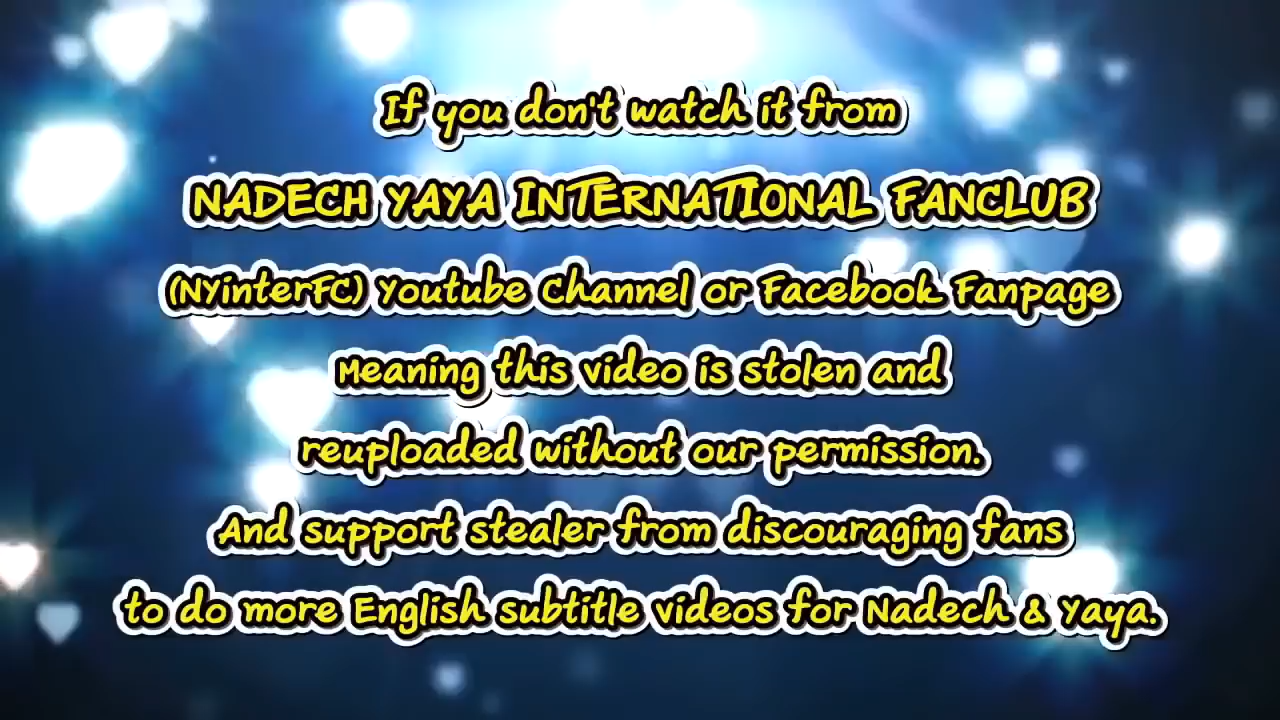 If you don't watch it from
NADECH YAYA INTERNATIONAL FANCLUB
(NYinterFC) Youtube Channel or Facebook Fanpage
Meaning this video is stolen and
reuploaded without our permission.
And support stealer from discouraging fans
to do more English subtitle videos for Nadech & Yaya.